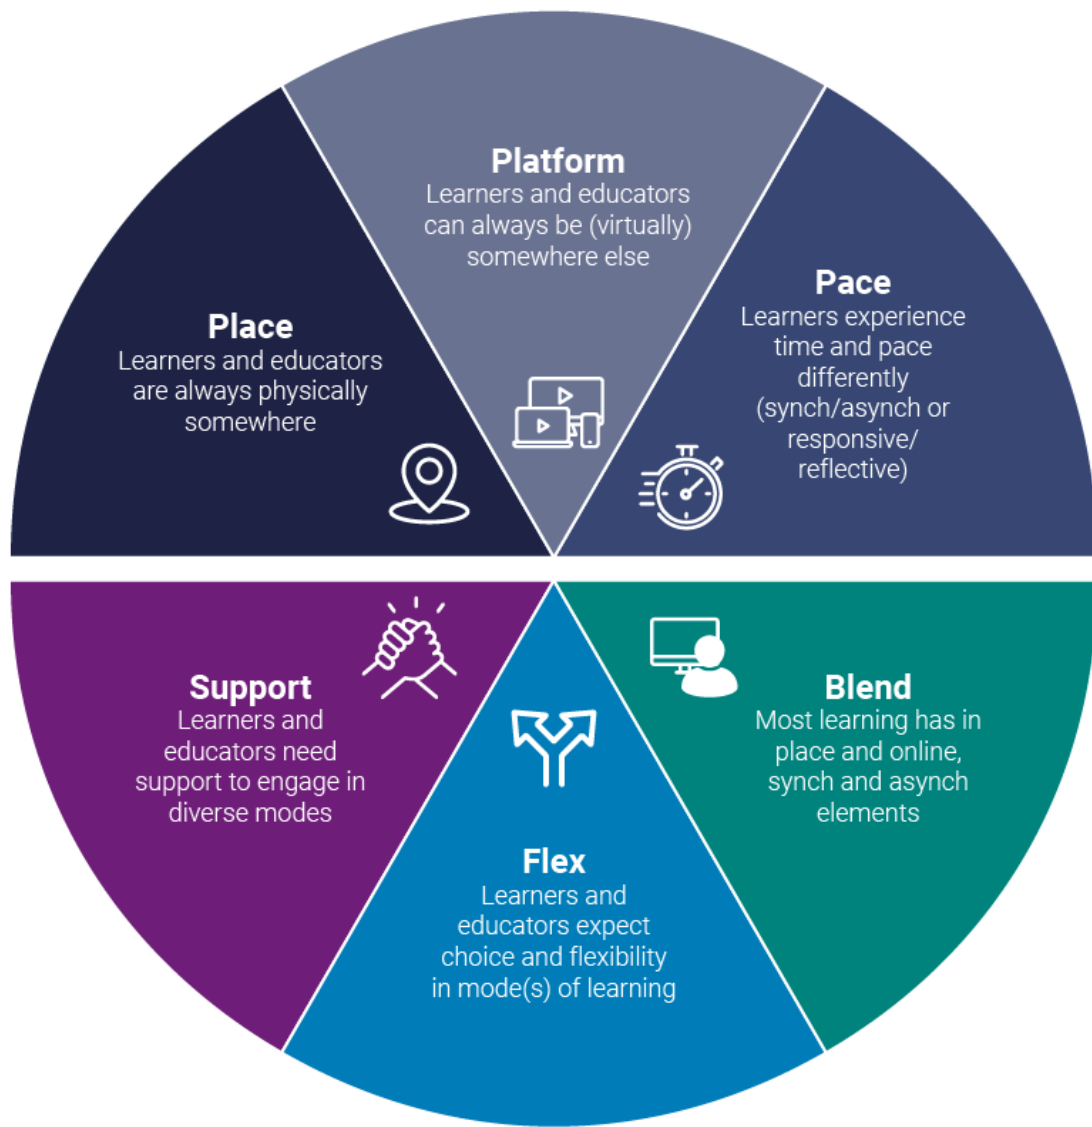 Platform
Learners and educators
can always be (virtually)
somewhere else
Place
Learners and educators
are always physically
somewhere
Pace
Learners experience
time and pace
differently
(synch/asynch or
responsive/
reflective)
Support
Learners and
educators need
support to engage in
diverse modes
Flex
Learners and
educators expect
choice and flexibility
in mode(s) of learning
Blend
Most learning has in
place and online,
synch and asynch
elements